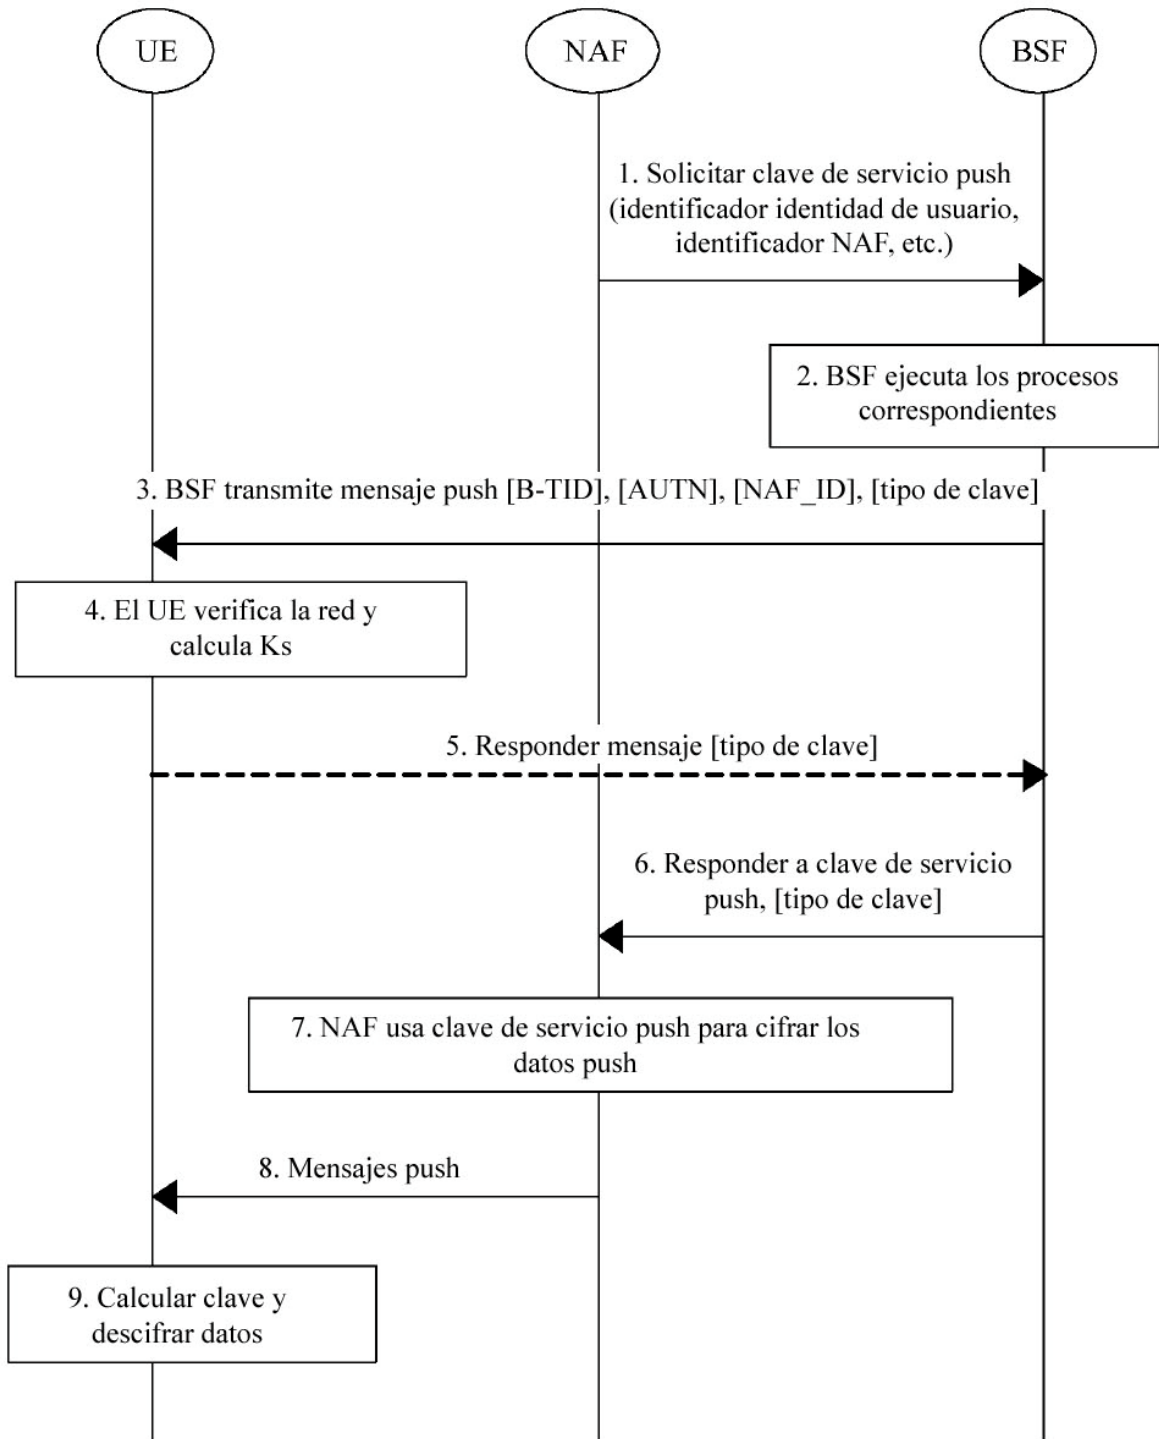 UE
NAF
BSF
1. Solicitar clave de servicio push
(identificador identidad de usuario,
identificador NAF, etc.)
2. BSF ejecuta los procesos
correspondientes
3. BSF transmite mensaje push [B-TID], [AUTN], [NAF_ID], [tipo de clave]
4. El UE verifica la red y
calcula Ks
5. Responder mensaje [tipo de clave]
6. Responder a clave de servicio
push, [tipo de clave]
7. NAF usa clave de servicio push para cifrar los
datos push
8. Mensajes push
9. Calcular clave y
descifrar datos